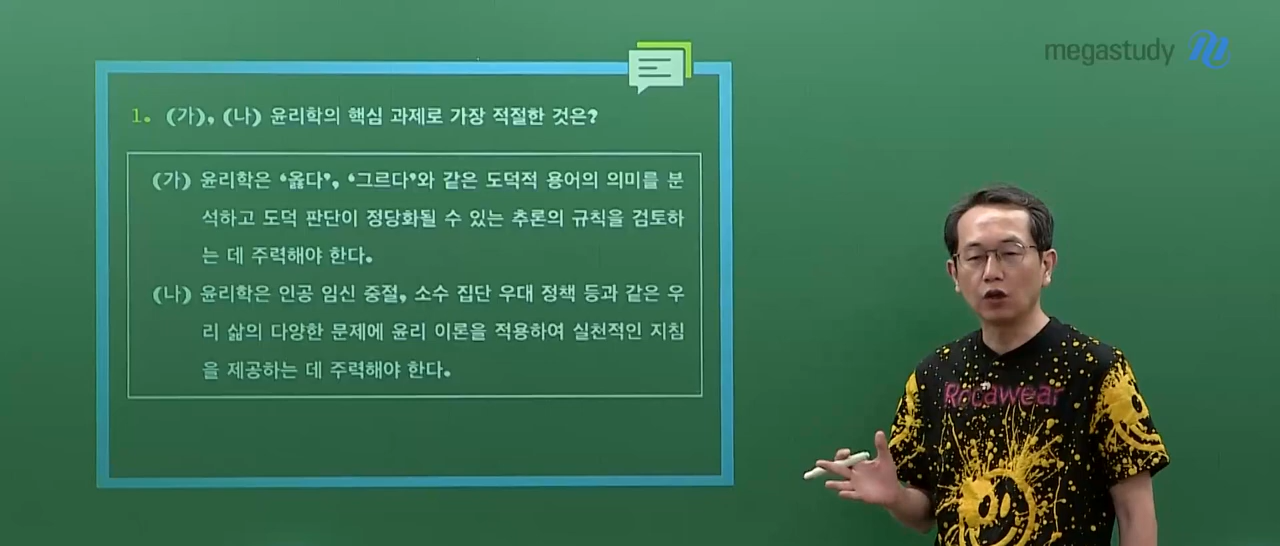 megastudy
1. (가), (나) 윤리학의 핵심 과제로 가장 적절한 것은?
(가) 윤리학은 ‘옳다’, ‘그르다’와 같은 도덕적 용어의 의미를 분
석하고 도덕 판단이 정당화될 수 있는 추론의 규칙을 검토하
는 데 주력해야 한다.
(나) 윤리학은 인공 임신 중절, 소수 집단 우대 정책 등과 같은 우
리 삶의 다양한 문제에 윤리 이론을 적용하여 실천적인 지침
을 제공하는 데 주력해야 한다.
Rocawear